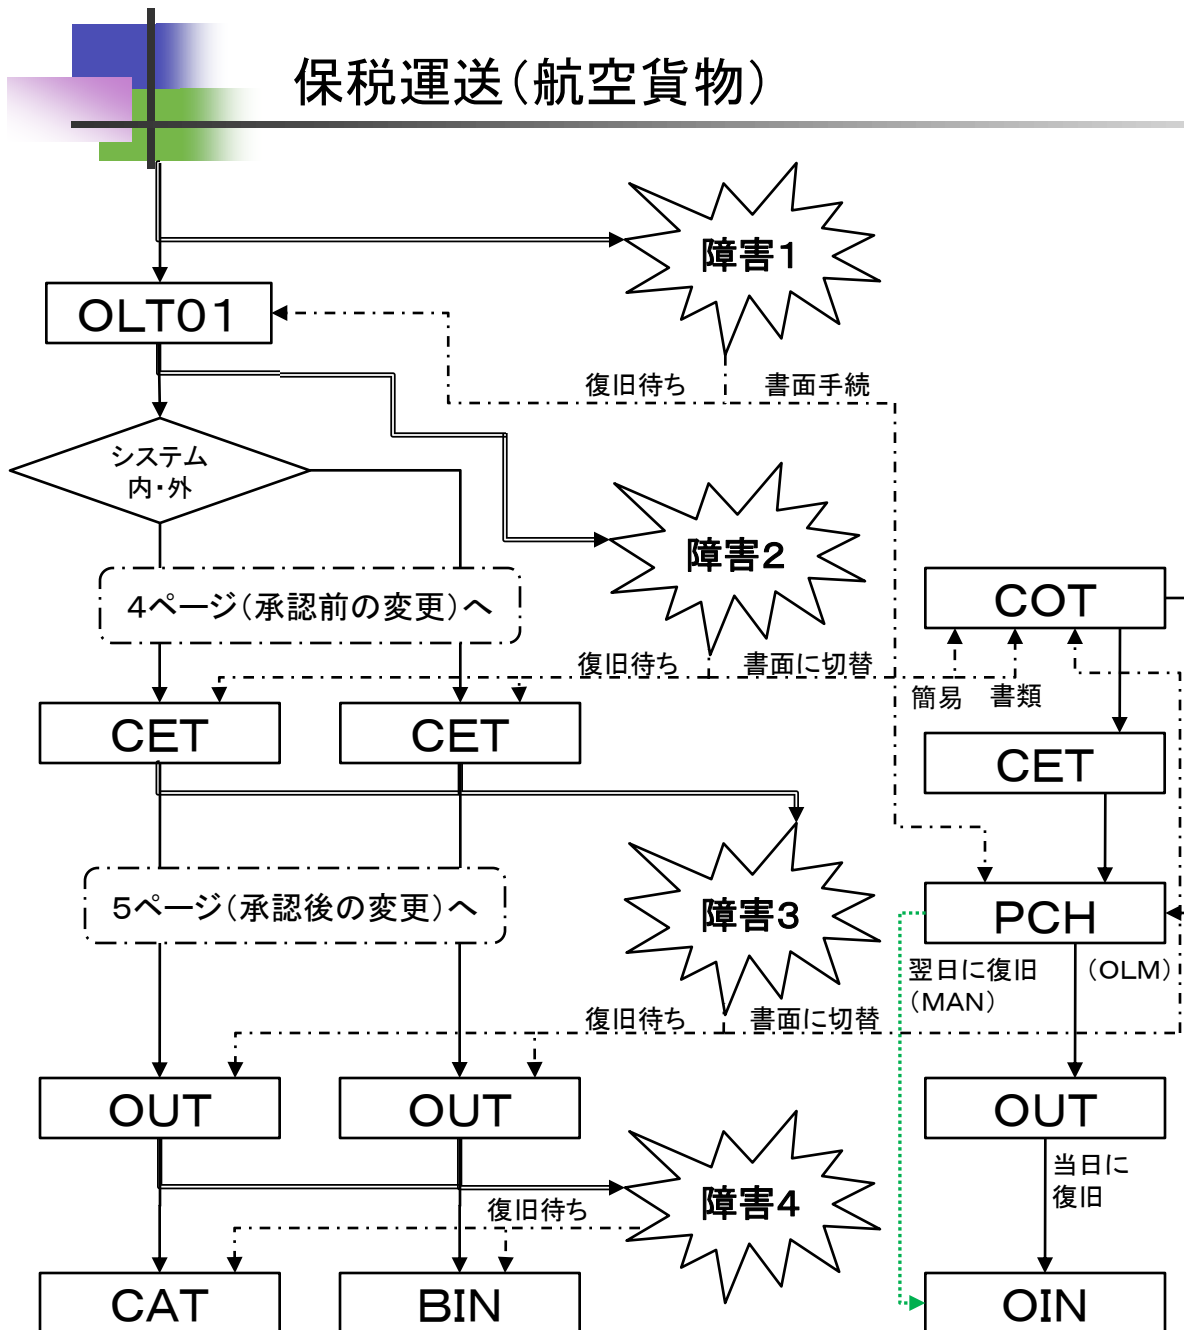 保税運送(航空貨物)
障害1
OLT01
復旧待ち
書面手続
システム
内・外
障害2
4ページ(承認前の変更)へ
COT
復旧待ち
書面に切替
簡易
書類
CET
CET
CET
障害3
5ページ(承認後の変更)へ
PCH
翌日に復旧
(MAN)
(OLM)
復旧待ち
書面に切替
OUT
OUT
OUT
当日に
復旧
障害4
復旧待ち
CAT
BIN
OIN